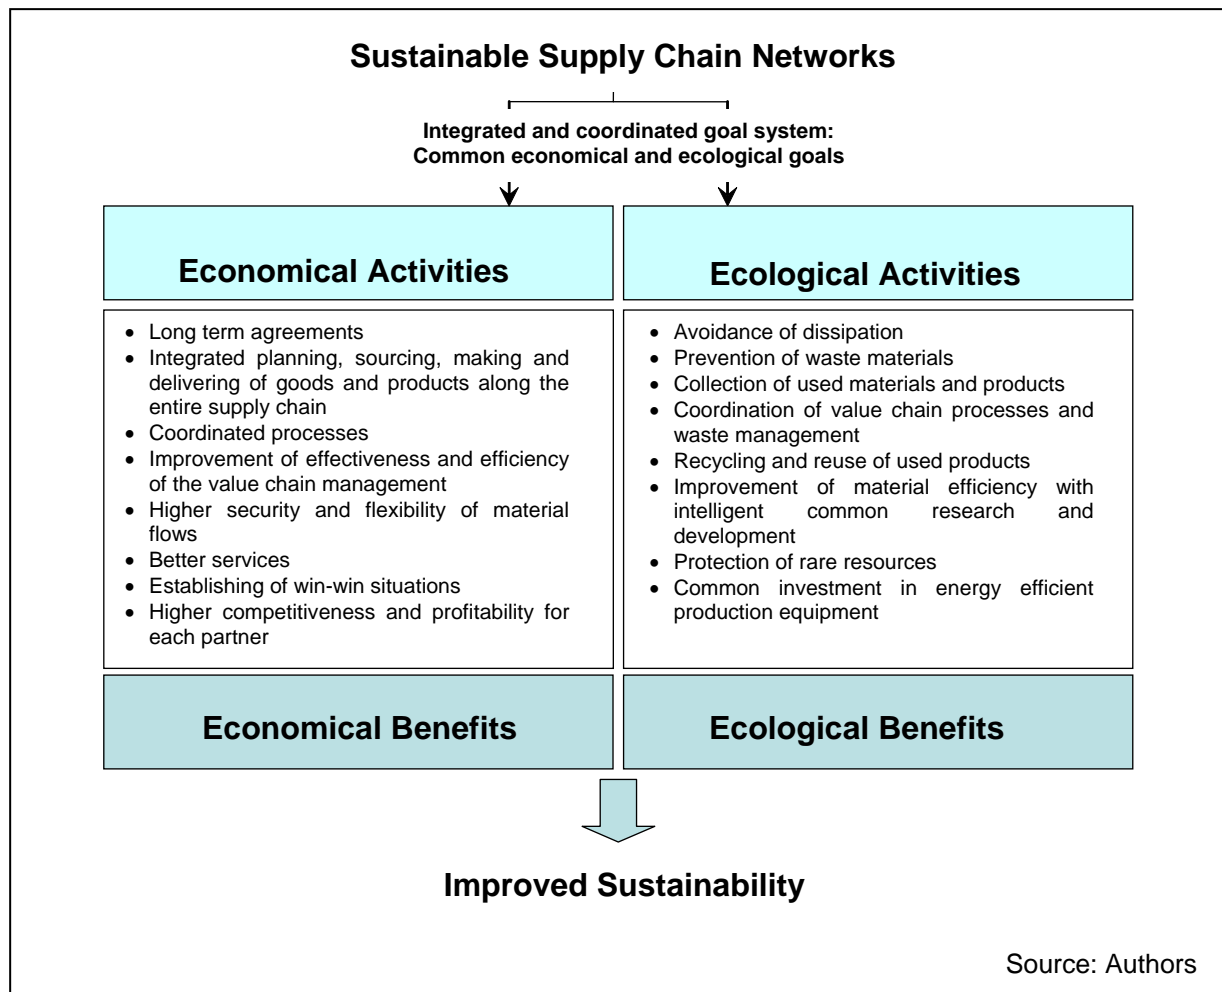 Sustainable Supply Chain Networks
Integrated and coordinated goal system:
Common economical and ecological goals
Economical Activities
• Long term agreements
• Integrated planning, sourcing, making and
delivering of goods and products along the
entire supply chain
• Coordinated processes
• Improvement of effectiveness and efficiency
of the value chain management
• Higher security and flexibility of material
flows
• Better services
• Establishing of win-win situations
• Higher competitiveness and profitability for
each partner
Economical Benefits
Ecological Activities
• Avoidance of dissipation
• Prevention of waste materials
• Collection of used materials and products
• Coordination of value chain processes and
waste management
• Recycling and reuse of used products
• Improvement of material efficiency with
intelligent common research and
development
• Protection of rare resources
• Common investment in energy efficient
production equipment
Ecological Benefits
Improved Sustainability
Source: Authors